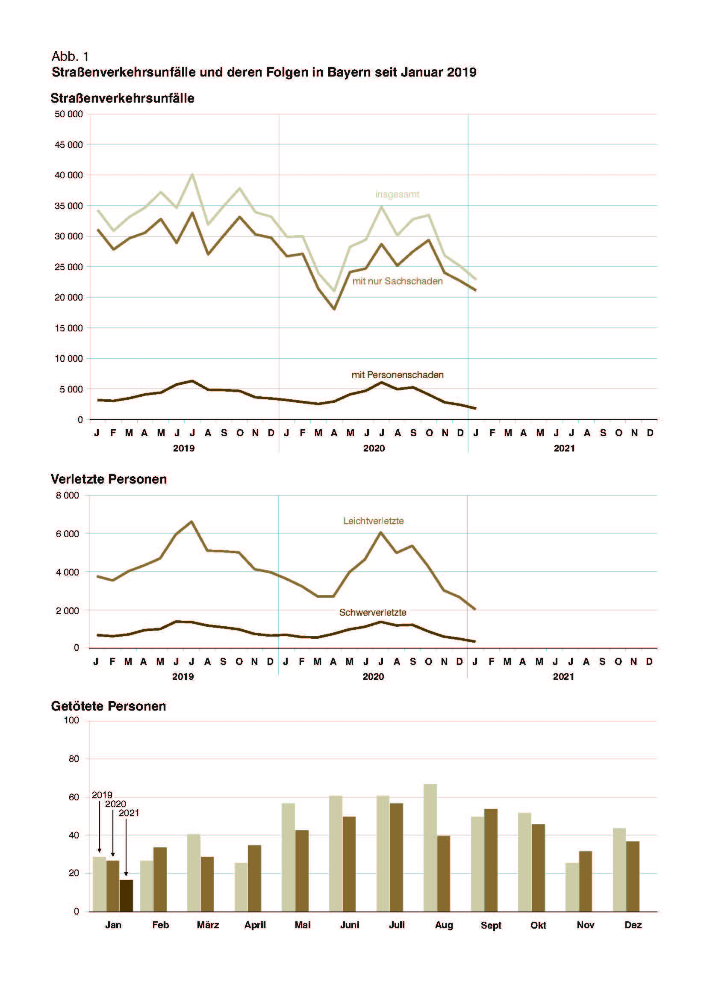 Abb. 1
Straßenverkehrsunfälle und deren Folgen in Bayern seit Januar 2019
Straßenverkehrsunfälle
50 000
45 000
40 000
insgesamt
35 000
30 000
25 000
mit nur Sachschaden
20 000
15 000
10 000
mit Personenschaden
5 000
0
J F M A M J J A S O N D J F M A M J J A S O N D J F M A M J J A S O N D
2019 2020 2021
Verletzte Personen
8 000
Leichtverletzte
6 000
4 000
2 000
Schwerverletzte
0
J F M A M J J A S O N D J F M A M J J A S O N D J F M A M J J A S O N D
2019 2020 2021
Getötete Personen
100
80
60
2019
2020
2021
40
20
0
Jan Feb März April Mai Juni Juli Aug Sept Okt Nov Dez